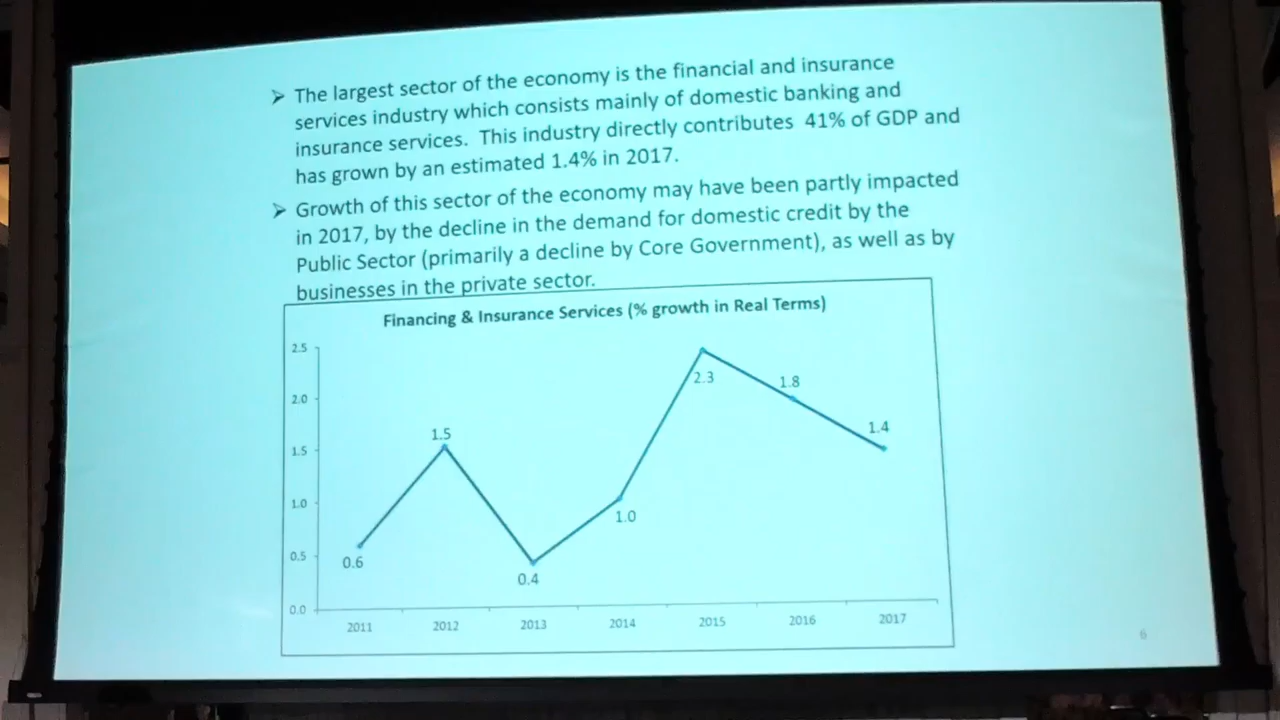 ➢ The largest sector of the economy is the financial and insurance
services industry which consists mainly of domestic banking and
insurance services. This industry directly contributes 41% of GDP and
has grown by an estimated 1.4% in 2017.
➢ Growth of this sector of the economy may have been partly impacted
in 2017, by the decline in the demand for domestic credit by the
Public Sector (primarily a decline by Core Government), as well as by
businesses in the private sector.
Financing & Insurance Services (% growth in Real Terms)
2.5
2.3
1.8
2.0
1.5
1.4
1.5
1.0
1.0
0.5
0.6
0.4
0.0
2011 2012 2013 2014 2015 2016 2017
6